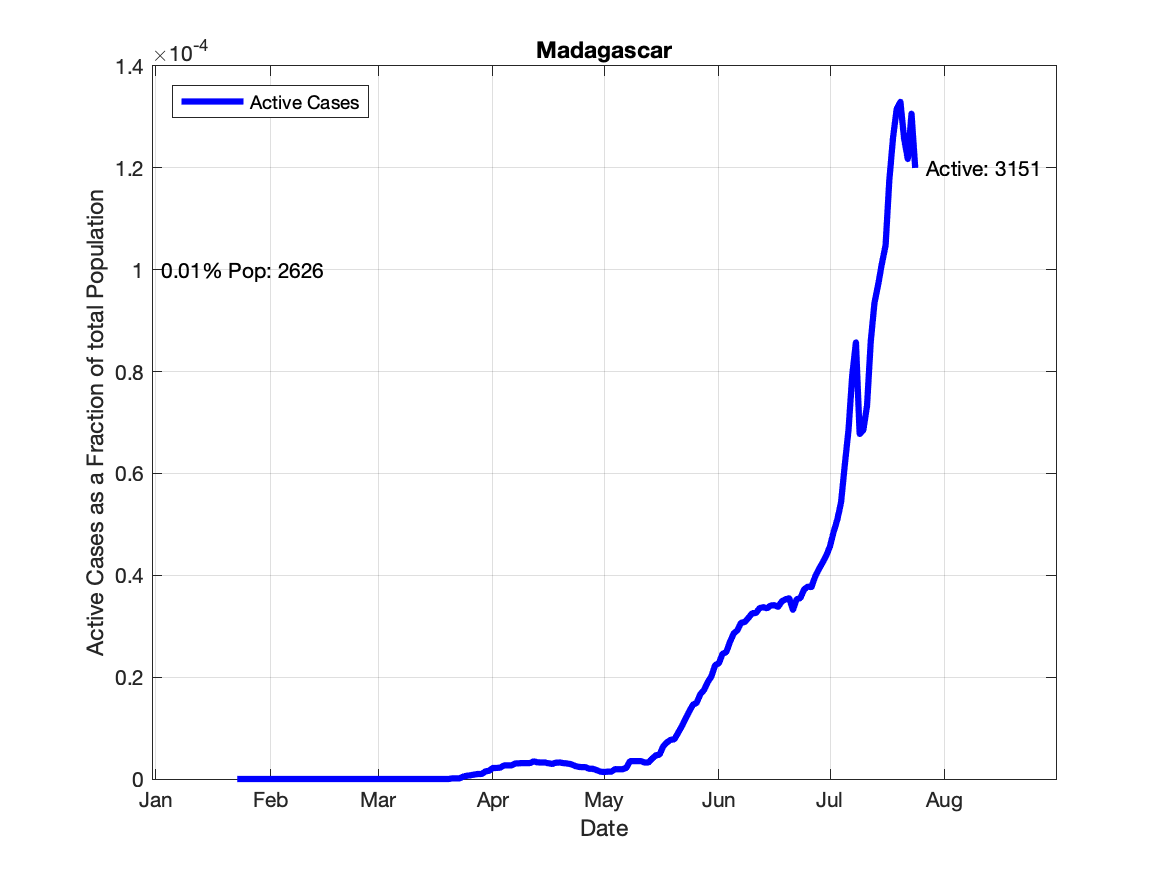 Madagascar
×10-4
Active Cases
1.4
1.2
1
0.8
0.6
0.4
0.2
0
Active: 3151
0.01% Pop: 2626
Active Cases as a Fraction of total Population
Jan Feb Mar Apr May Jun Jul Aug
Date